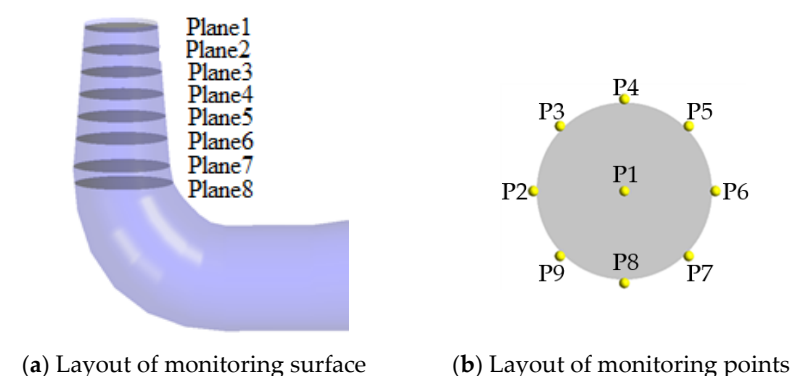 Plane1
Plane2
Plane3
Plane4
Plane5
Plane6
Plane7
Plane8
P4
P3
P5
P1
P2
P6
P8
P9
P7
(a) Layout of monitoring surface
(b) Layout of monitoring points